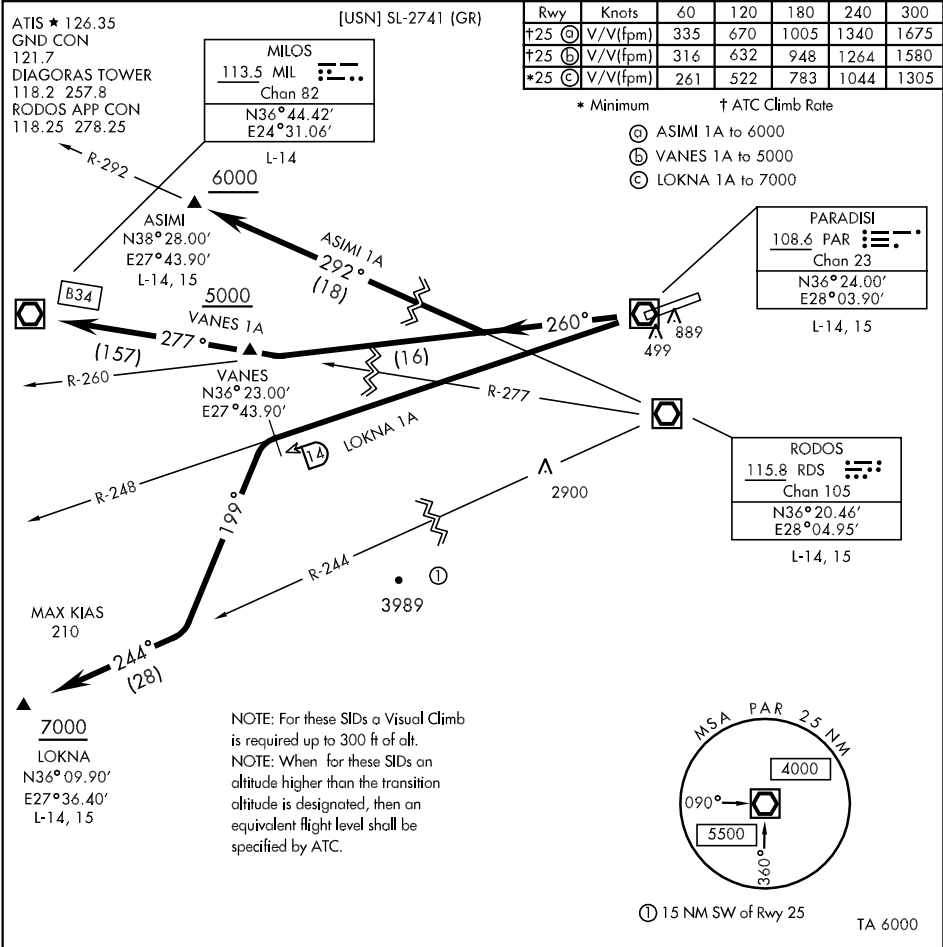 ATIS ★ 126.35
GND CON
121.7
DIAGORAS TOWER
118.2 257.8
RODOS APP CON
118.25 278.25
[USN] SL-2741 (GR)
Rwy Knots 60 120 180 240 300
†25 ⓐ V/V(fpm) 335 670 1005 1340 1675
†25 ⓑ V/V(fpm) 316 632 948 1264 1580
*25 ⓒ V/V(fpm) 261 522 783 1044 1305
* Minimum † ATC Climb Rate
ⓐ ASIMI 1A to 6000
ⓑ VANES 1A to 5000
ⓒ LOKNA 1A to 7000
MILOS
113.5 MIL
Chan 82
N36°44.42'
E24°31.06'
L-14
R-292
6000
ASIMI
N38°28.00'
E27°43.90'
L-14, 15
ASIMI 1A
292°
(18)
PARADISI
108.6 PAR
Chan 23
N36°24.00'
E28°03.90'
L-14, 15
B34
5000
VANES 1A
277°
(157)
260°
(16)
889
499
R-260
VANES
N36°23.00'
E27°43.90'
R-277
14
LOKNA 1A
R-248
199°
RODOS
115.8 RDS
Chan 105
N36°20.46'
E28°04.95'
L-14, 15
2900
R-244
①
3989
MAX KIAS
210
244°
(28)
7000
LOKNA
N36°09.90'
E27°36.40'
L-14, 15
NOTE: For these SIDs a Visual Climb
is required up to 300 ft of alt.
NOTE: When for these SIDs an
altitude higher than the transition
altitude is designated, then an
equivalent flight level shall be
specified by ATC.
MSA PAR 25 NM
4000
090°
5500
360°
① 15 NM SW of Rwy 25
TA 6000